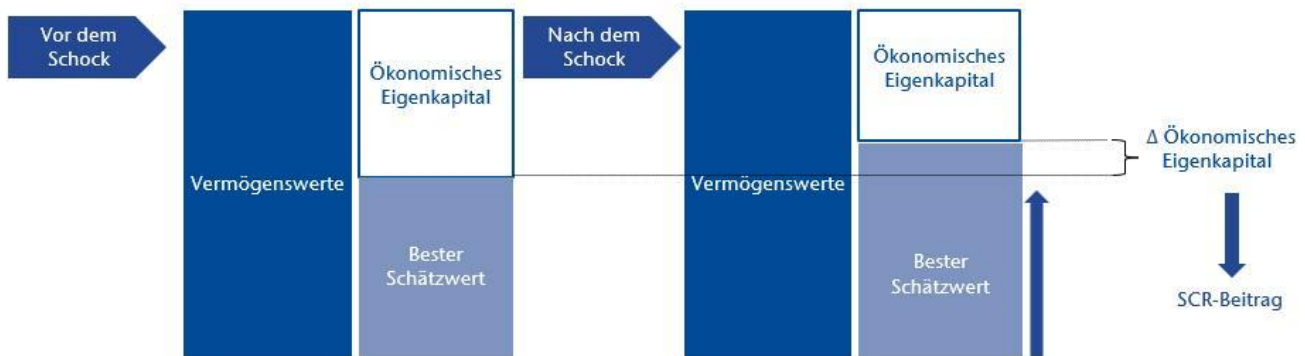 Vor dem
Schock
Vermögenswerte
Ökonomisches
Eigenkapital
Bester
Schätzwert
Nach dem
Schock
Vermögenswerte
Ökonomisches
Eigenkapital
Bester
Schätzwert
Δ Ökonomisches
Eigenkapital
SCR-Beitrag